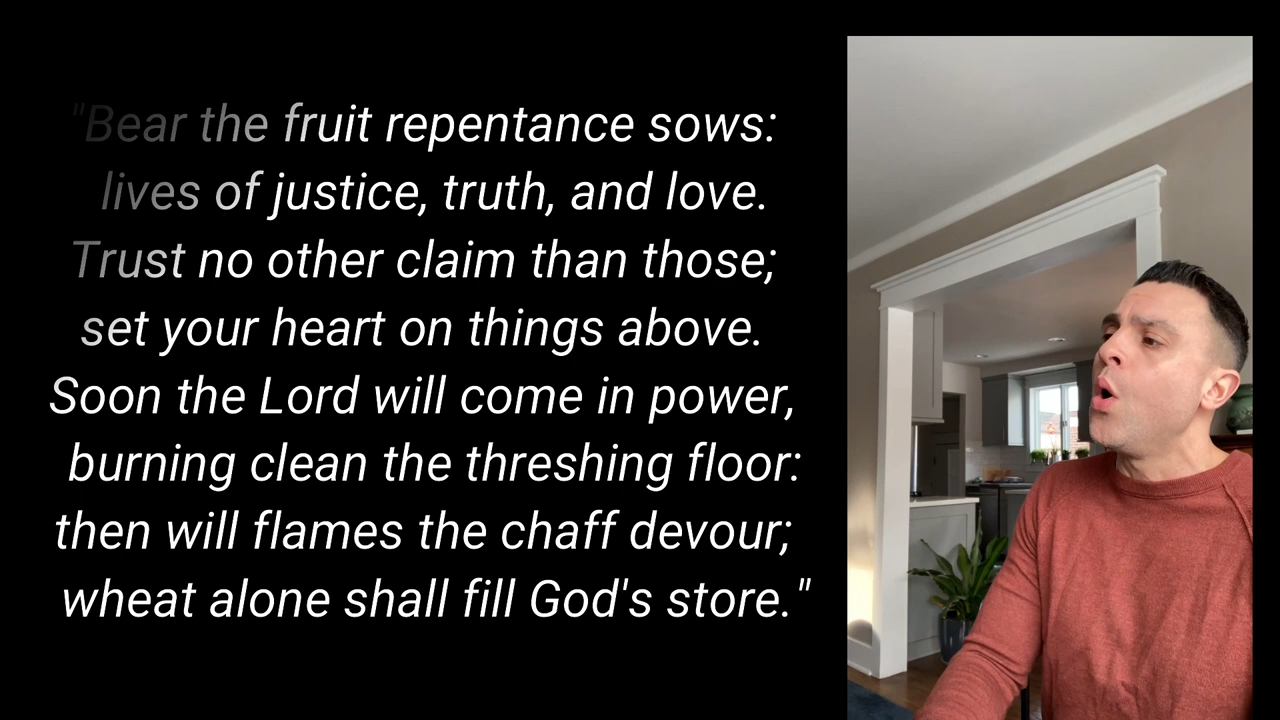 "Bear the fruit repentance sows:
lives of justice, truth, and love.
Trust no other claim than those;
set your heart on things above.
Soon the Lord will come in power,
burning clean the threshing floor:
then will flames the chaff devour;
wheat alone shall fill God's store."